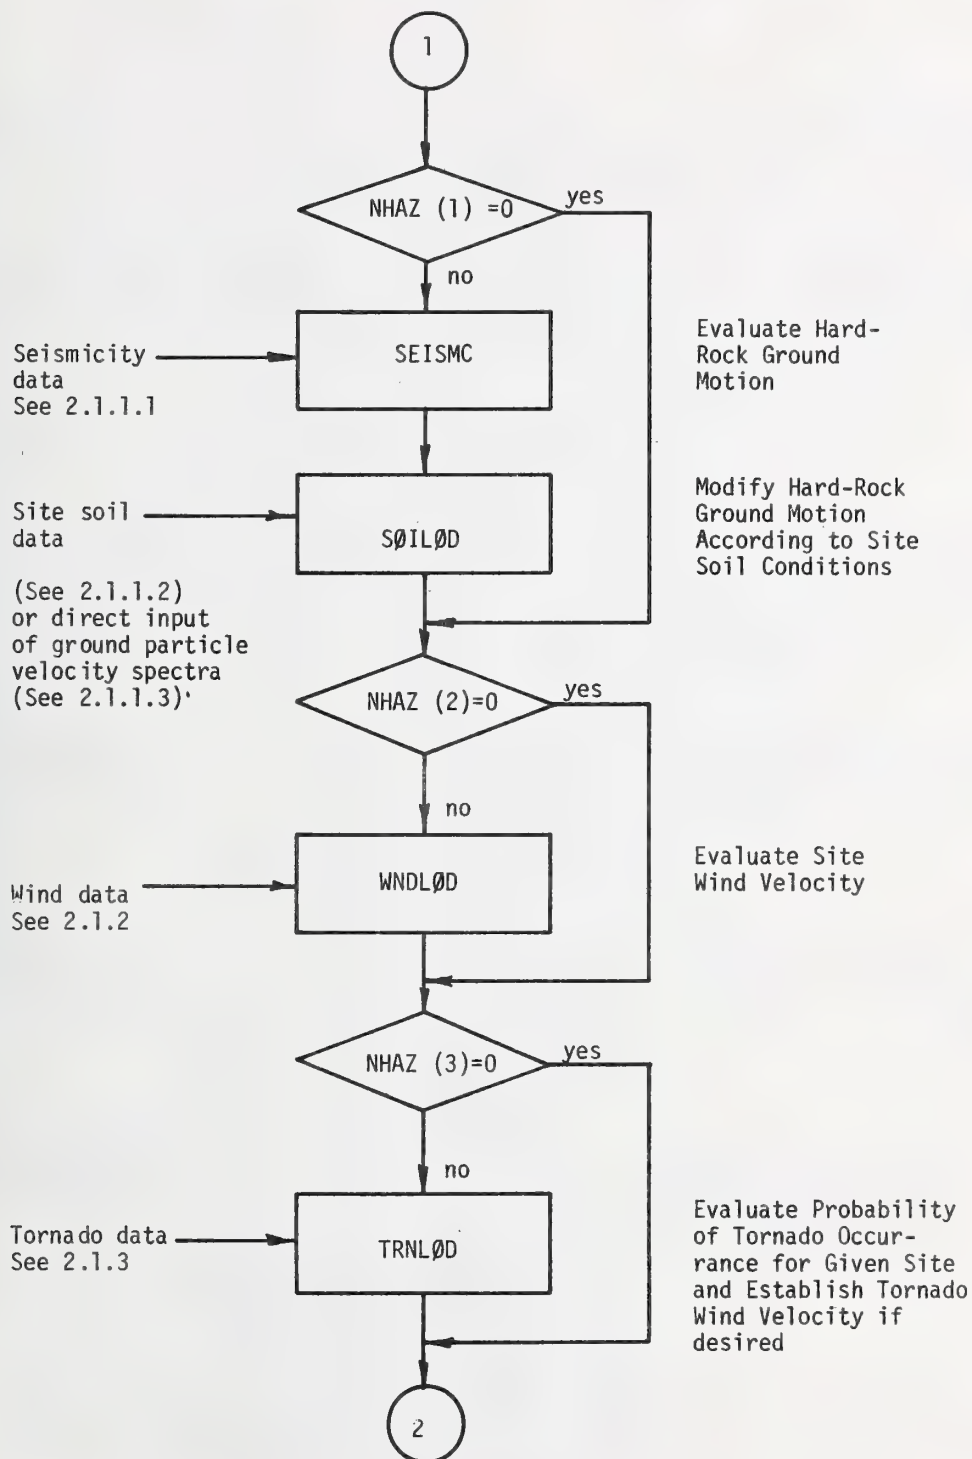 1
NHAZ (1) =0
yes
no
Seismicity
data
See 2.1.1.1
SEISMC
Evaluate Hard-
Rock Ground
Motion
Site soil
data
(See 2.1.1.2)
or direct input
of ground particle
velocity spectra
(See 2.1.1.3)
SØILØD
Modify Hard-Rock
Ground Motion
According to Site
Soil Conditions
NHAZ (2)=0
yes
no
Wind data
See 2.1.2
WNDLØD
Evaluate Site
Wind Velocity
NHAZ (3)=0
yes
no
Tornado data
See 2.1.3
TRNLØD
Evaluate Probability
of Tornado Occur-
rance for Given Site
and Establish Tornado
Wind Velocity if
desired
2